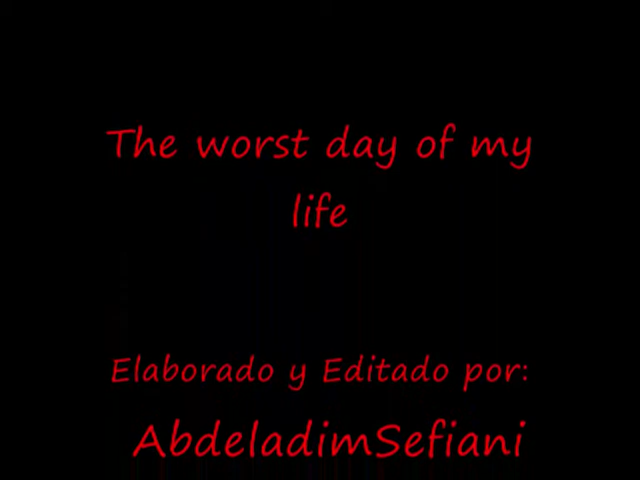 The worst day of my
life
Elaborado y Editado por:
AbdeladimSefiani